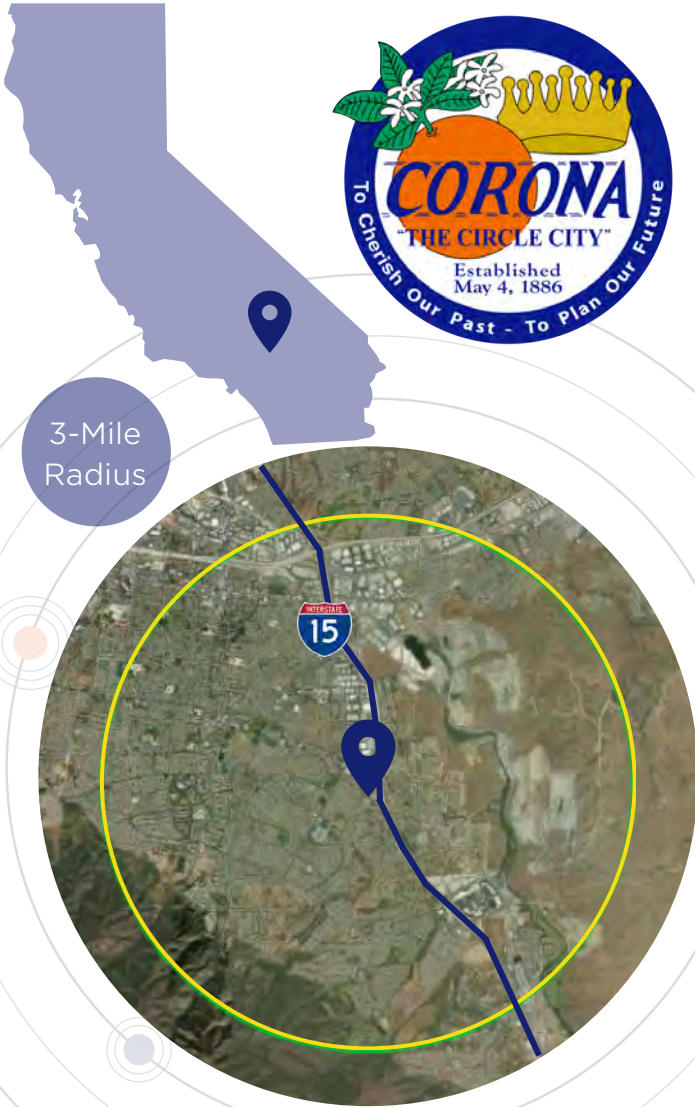 CORONA
"THE CIRCLE CITY"
Established
May 4, 1886
To Cherish Our Past - To Plan Our Future
3-Mile
Radius
INTERSTATE
15